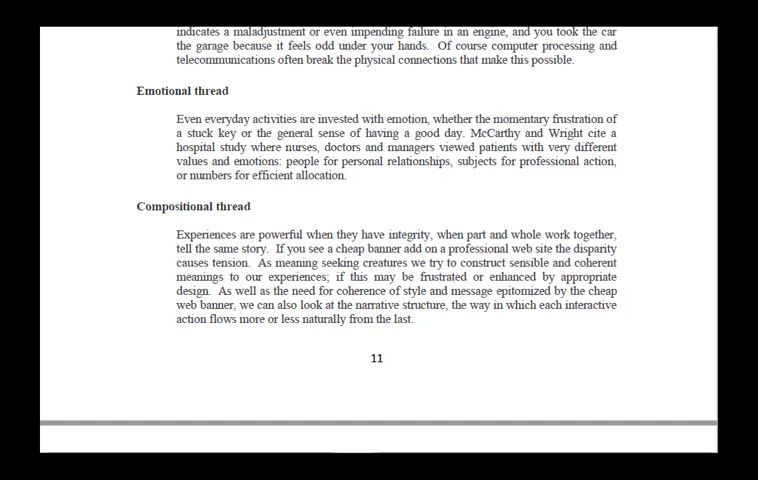 indicates a maladjustment or even impending failure in an engine, and you took the car
the garage because it feels odd under your hands. Of course computer processing and
telecommunications often break the physical connections that make this possible.
Emotional thread
Even everyday activities are invested with emotion, whether the momentary frustration of
a stuck key or the general sense of having a good day. McCarthy and Wright cite a
hospital study where nurses, doctors and managers viewed patients with very different
values and emotions: people for personal relationships, subjects for professional action,
or numbers for efficient allocation.
Compositional thread
Experiences are powerful when they have integrity, when part and whole work together,
tell the same story. If you see a cheap banner add on a professional web site the disparity
causes tension. As meaning seeking creatures we try to construct sensible and coherent
meanings to our experiences; if this may be frustrated or enhanced by appropriate
design. As well as the need for coherence of style and message epitomized by the cheap
web banner, we can also look at the narrative structure, the way in which each interactive
action flows more or less naturally from the last.
11